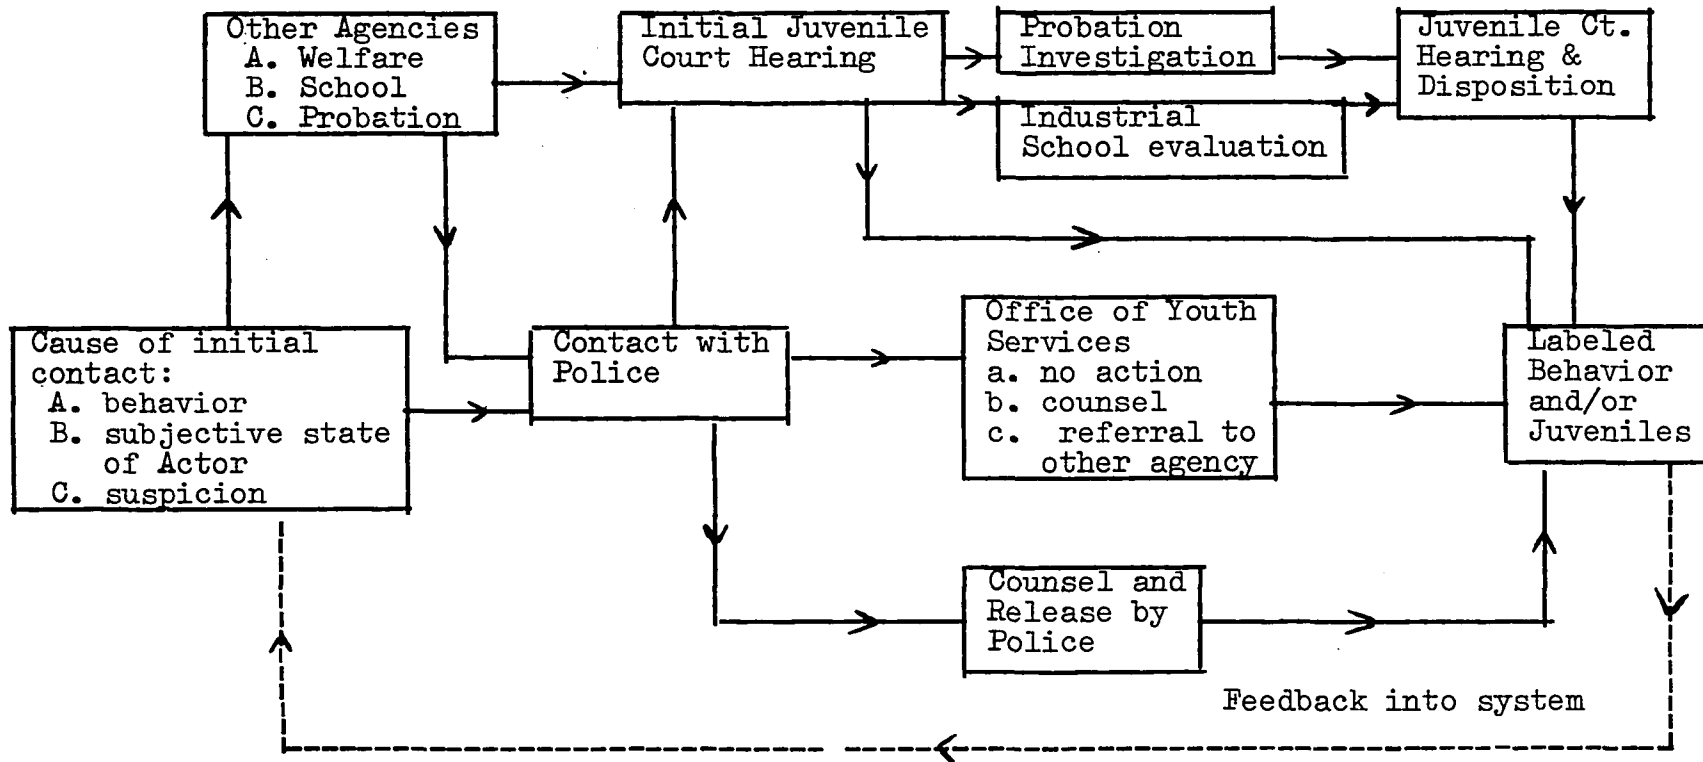 Other Agencies
A. Welfare
B. School
C. Probation
Initial Juvenile
Court Hearing
Probation
Investigation
Industrial
School evaluation
Juvenile Ct.
Hearing &
Disposition
Cause of initial
contact:
A. behavior
B. subjective state
of Actor
C. suspicion
Contact with
Police
Office of Youth
Services
a. no action
b. counsel
c. referral to
other agency
Labeled
Behavior
and/or
Juveniles
Counsel and
Release by
Police
Feedback into system